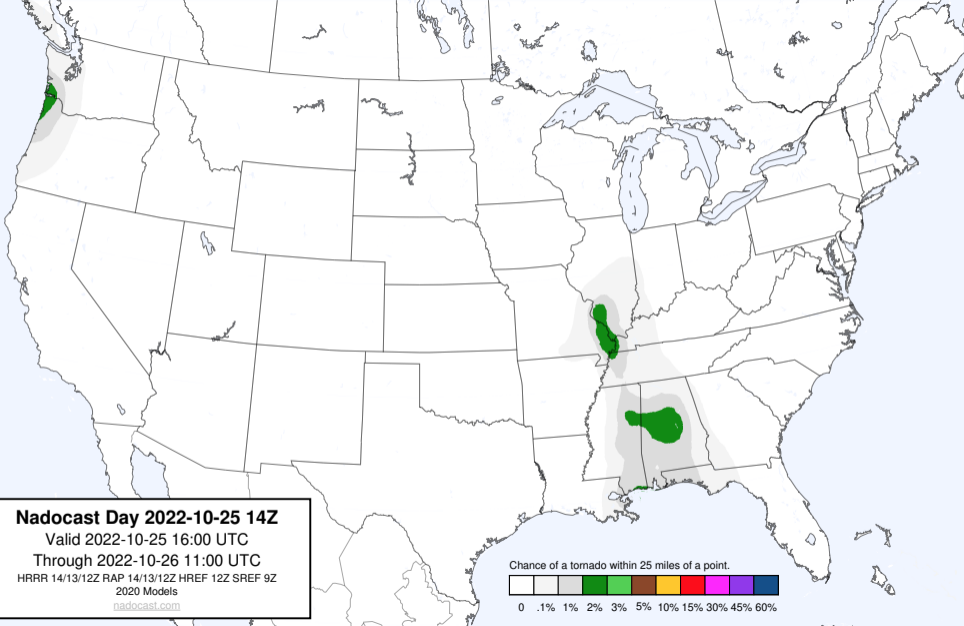 Nadocast Day 2022-10-25 14Z
Valid 2022-10-25 16:00 UTC
Through 2022-10-26 11:00 UTC
HRRR 14/13/12Z RAP 14/13/12Z HREF 12Z SREF 9Z
2020 Models
nadocast.com
Chance of a tornado within 25 miles of a point.
0 .1% 1% 2% 3% 5% 10% 15% 30% 45% 60%